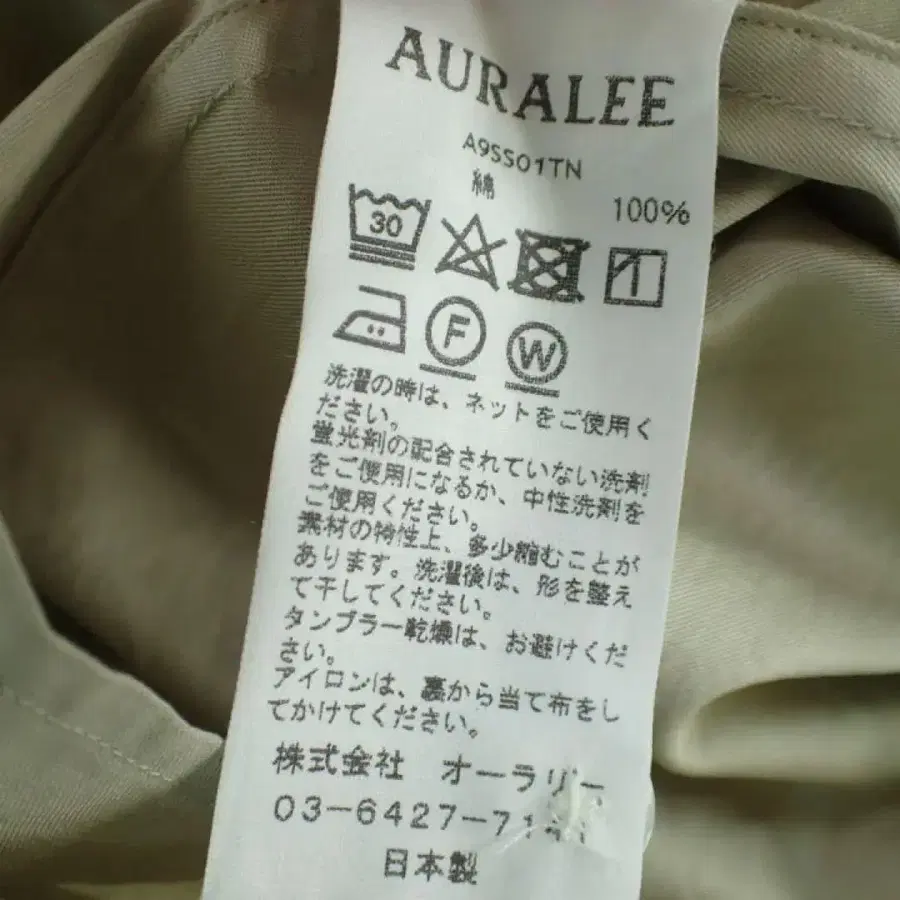 AURALEE
A9SS01TN
綿 100%
30
F W
洗濯の時は、ネットをご使用く
ださい。
蛍光剤の配合されていない洗剤
をご使用になるか、中性洗剤を
ご使用ください。
素材の特性上、多少縮むことが
あります。洗濯後は、形を整え
て干してください。
タンブラー乾燥は、お避けくだ
さい。
アイロンは、裏から当て布をし
てかけてください。
株式会社 オーラリー
日本製